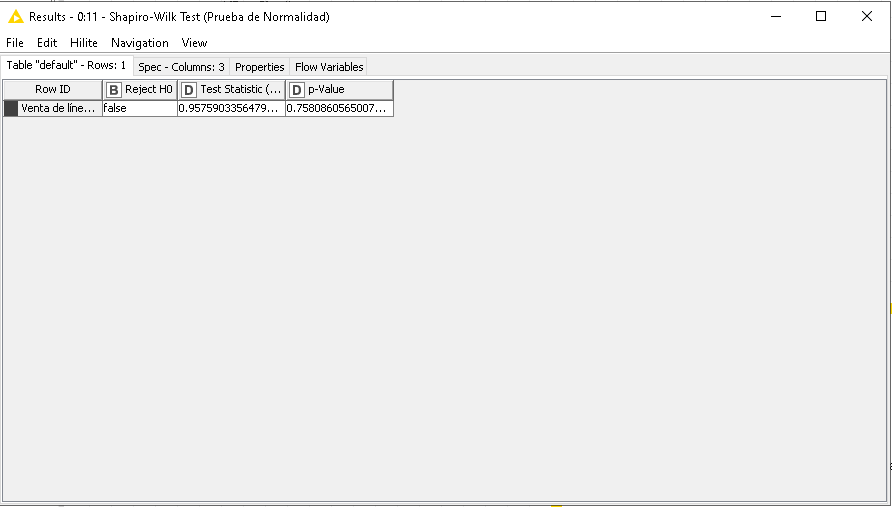 Results - 0:11 - Shapiro-Wilk Test (Prueba de Normalidad)
File Edit Hilite Navigation View
Table "default" - Rows: 1 Spec - Columns: 3 Properties Flow Variables
Row ID B Reject H0 D Test Statistic (... D p-Value
Venta de líne... false 0.9575903356479... 0.7580860565007...